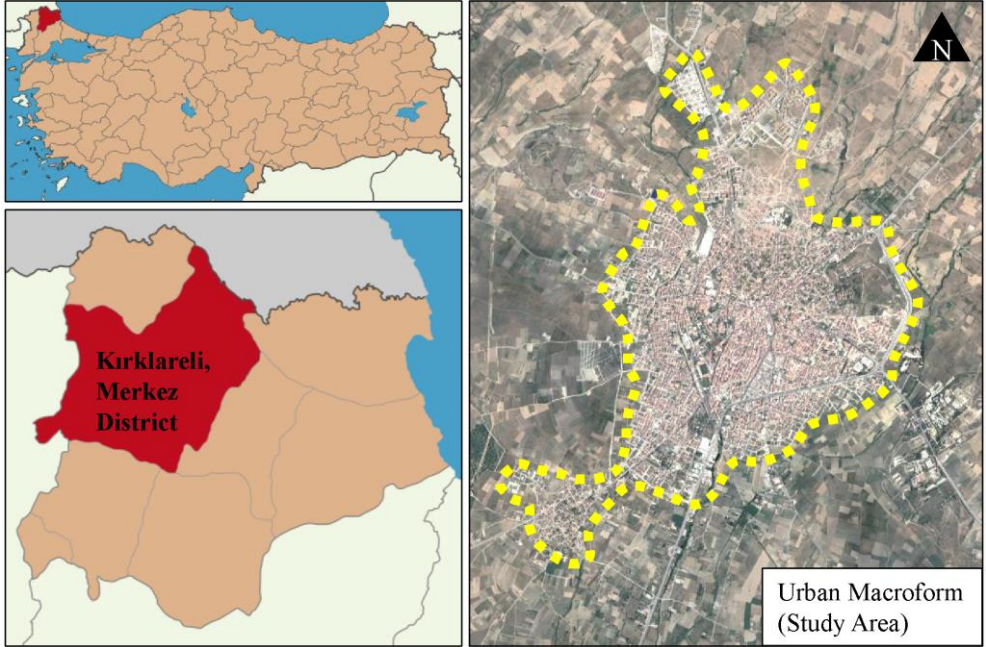 Kırklareli,
Merkez
District
N
Urban Macroform
(Study Area)